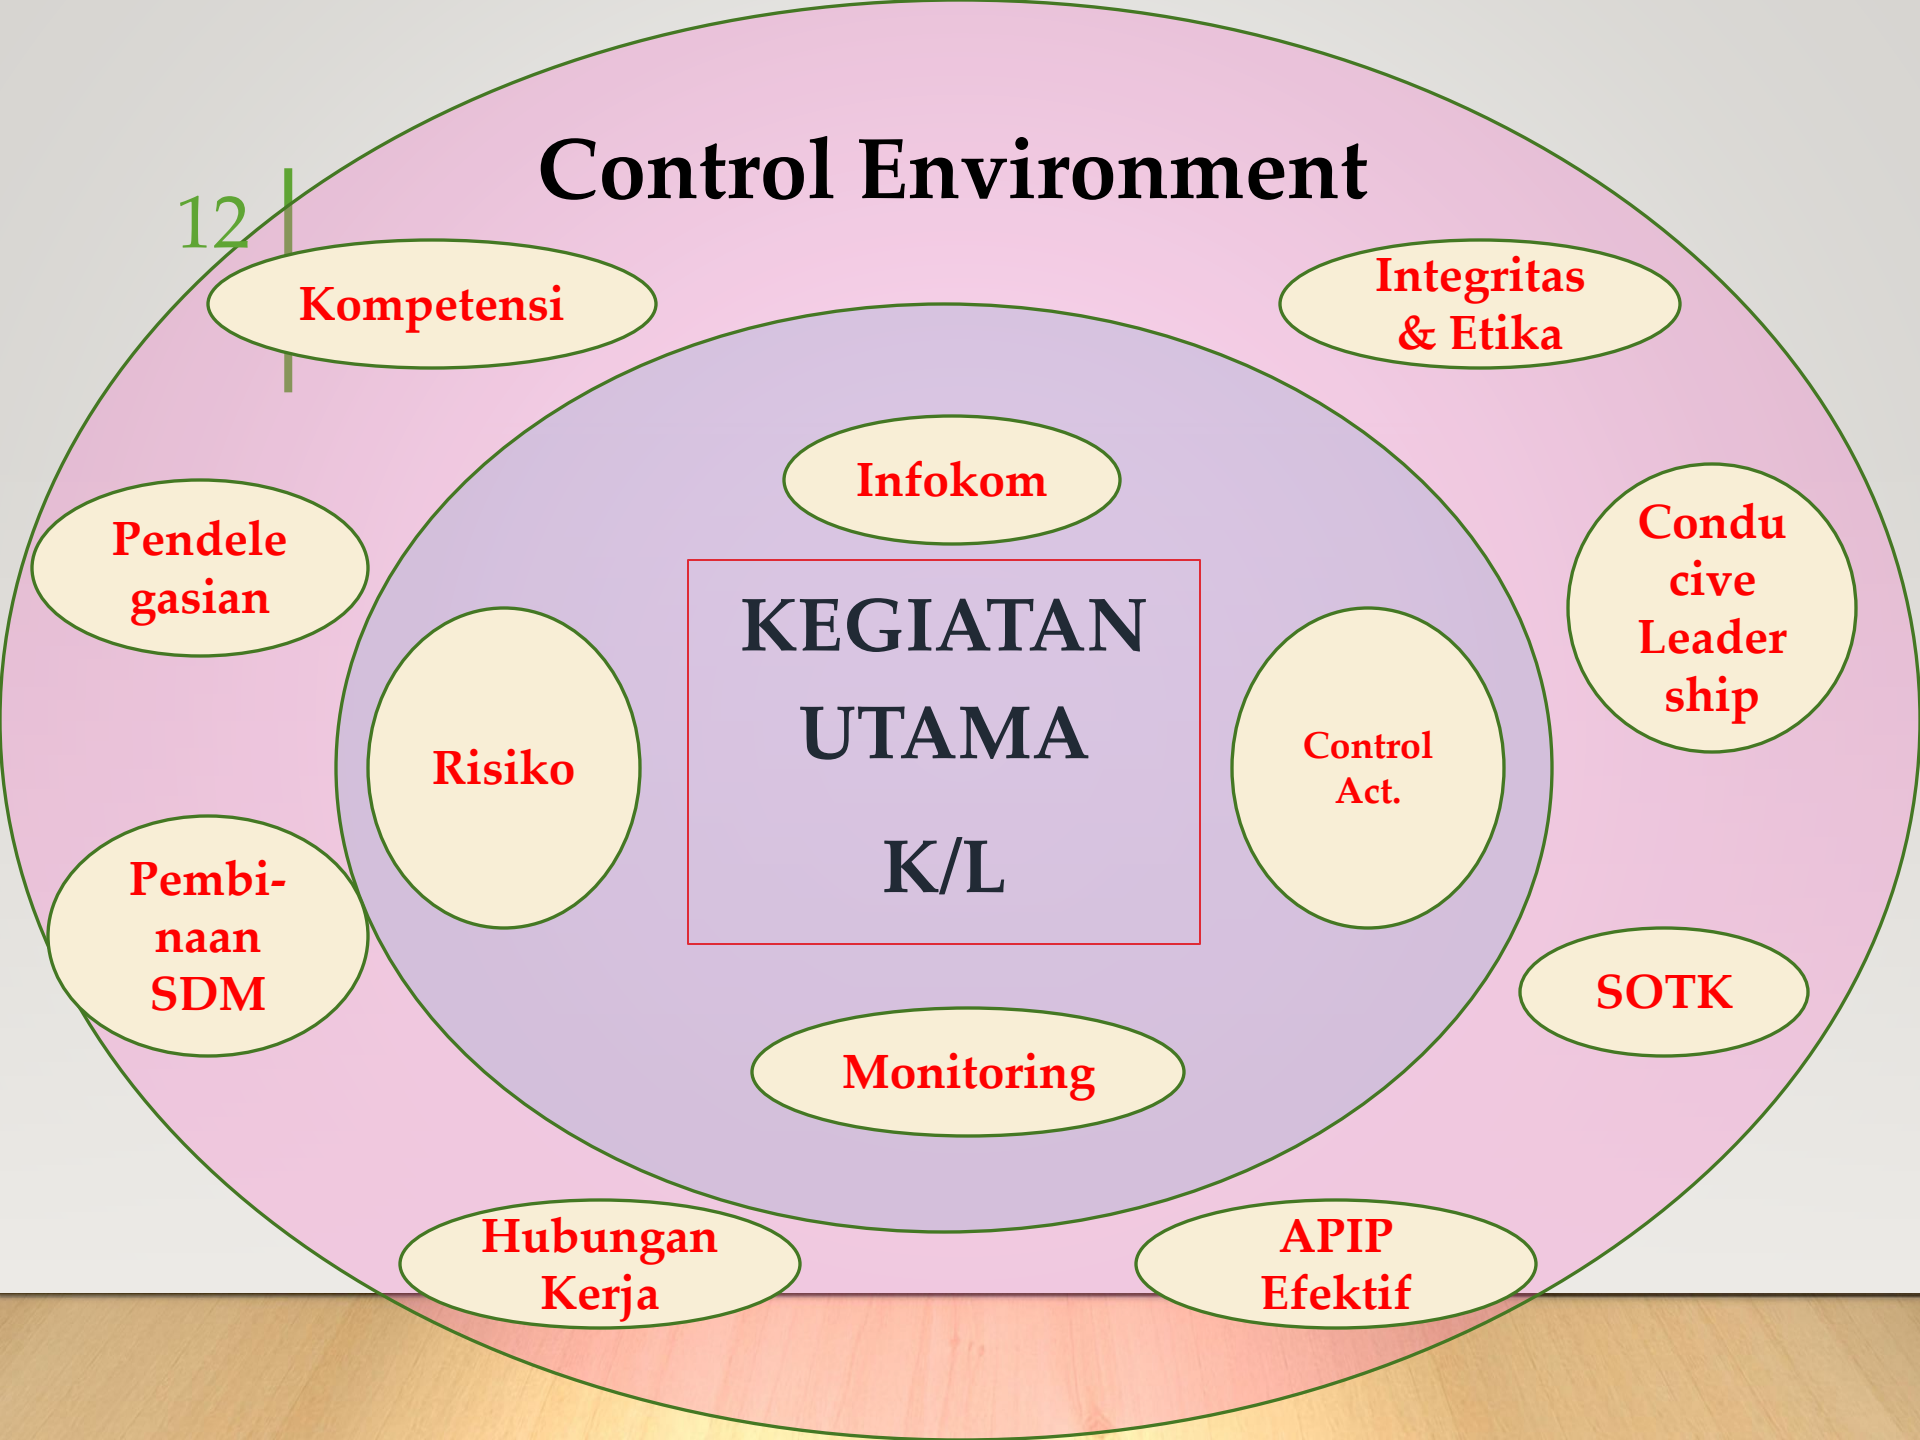 Control Environment
12
Kompetensi
Integritas
& Etika
Infokom
Pendele
gasian
Condu
cive
Leader
ship
KEGIATAN
UTAMA
K/L
Risiko
Control
Act.
Pembi-
naan
SDM
SOTK
Monitoring
Hubungan
Kerja
APIP
Efektif